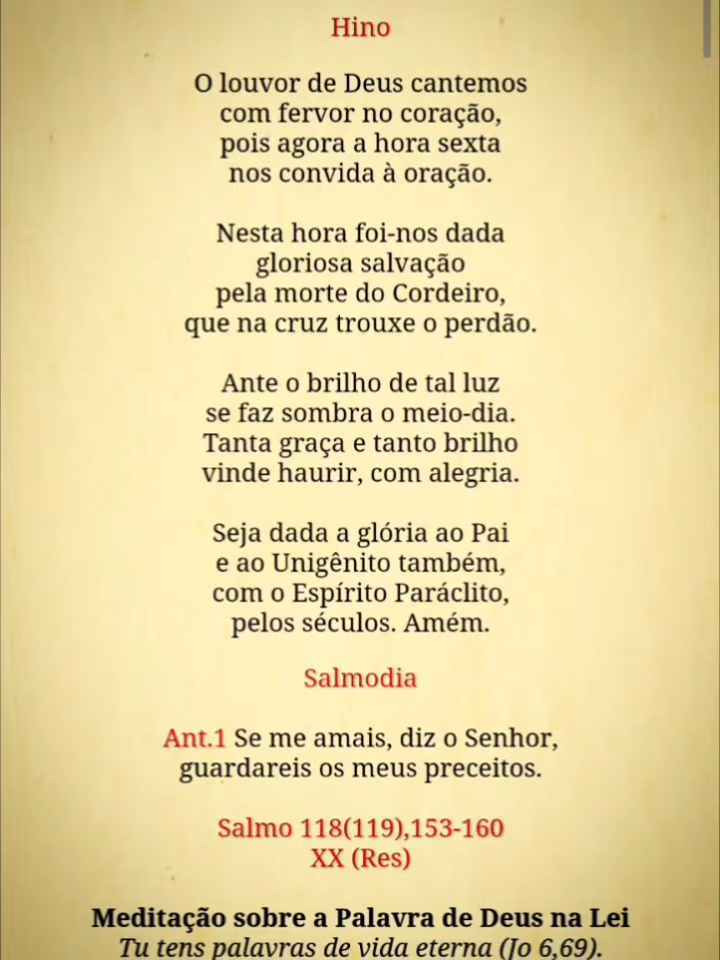 Hino
O louvor de Deus cantemos
com fervor no coração,
pois agora a hora sexta
nos convida à oração.
Nesta hora foi-nos dada
gloriosa salvação
pela morte do Cordeiro,
que na cruz trouxe o perdão.
Ante o brilho de tal luz
se faz sombra o meio-dia.
Tanta graça e tanto brilho
vinde haurir, com alegria.
Seja dada a glória ao Pai
e ao Unigênito também,
com o Espírito Paráclito,
pelos séculos. Amém.
Salmodia
Ant.1 Se me amais, diz o Senhor,
guardareis os meus preceitos.
Salmo 118(119),153-160
XX (Res)
Meditação sobre a Palavra de Deus na Lei
Tu tens palavras de vida eterna (Jo 6,69).